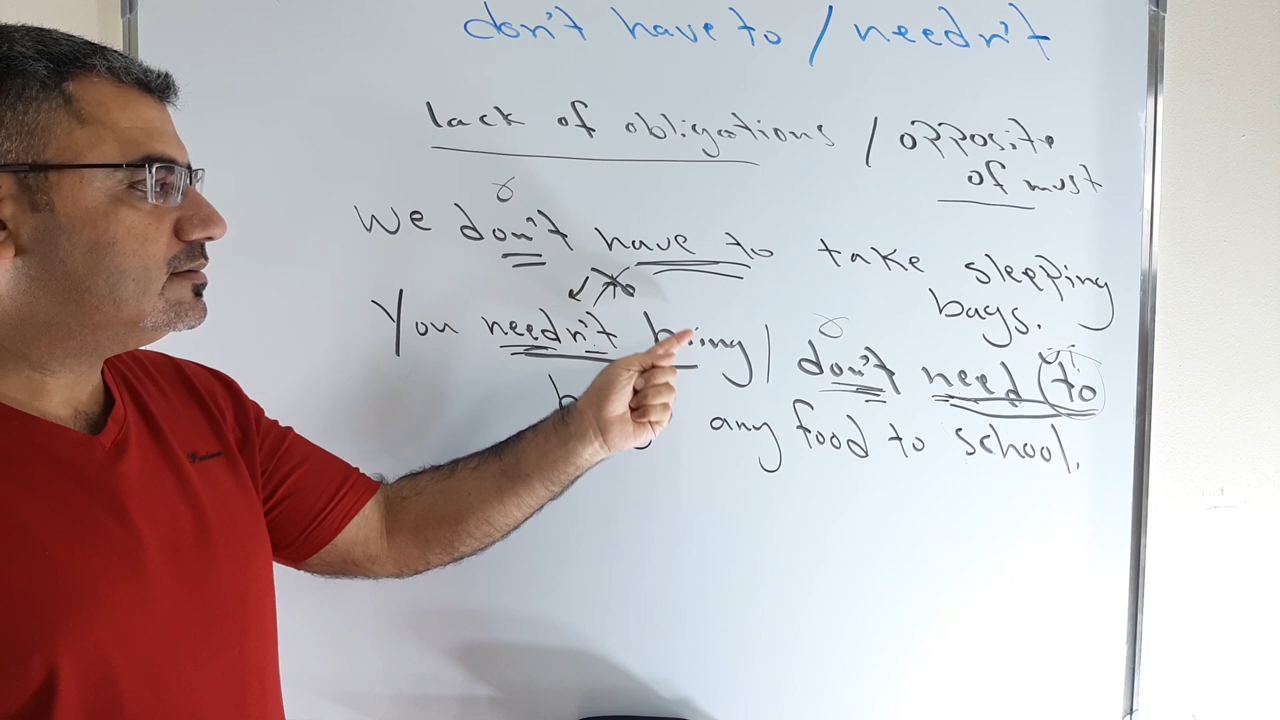 don't have to / needn't
lack of obligations / opposite
of must
We don't have to take sleeping
bags.
You needn't bring / don't need (to
any food to school.